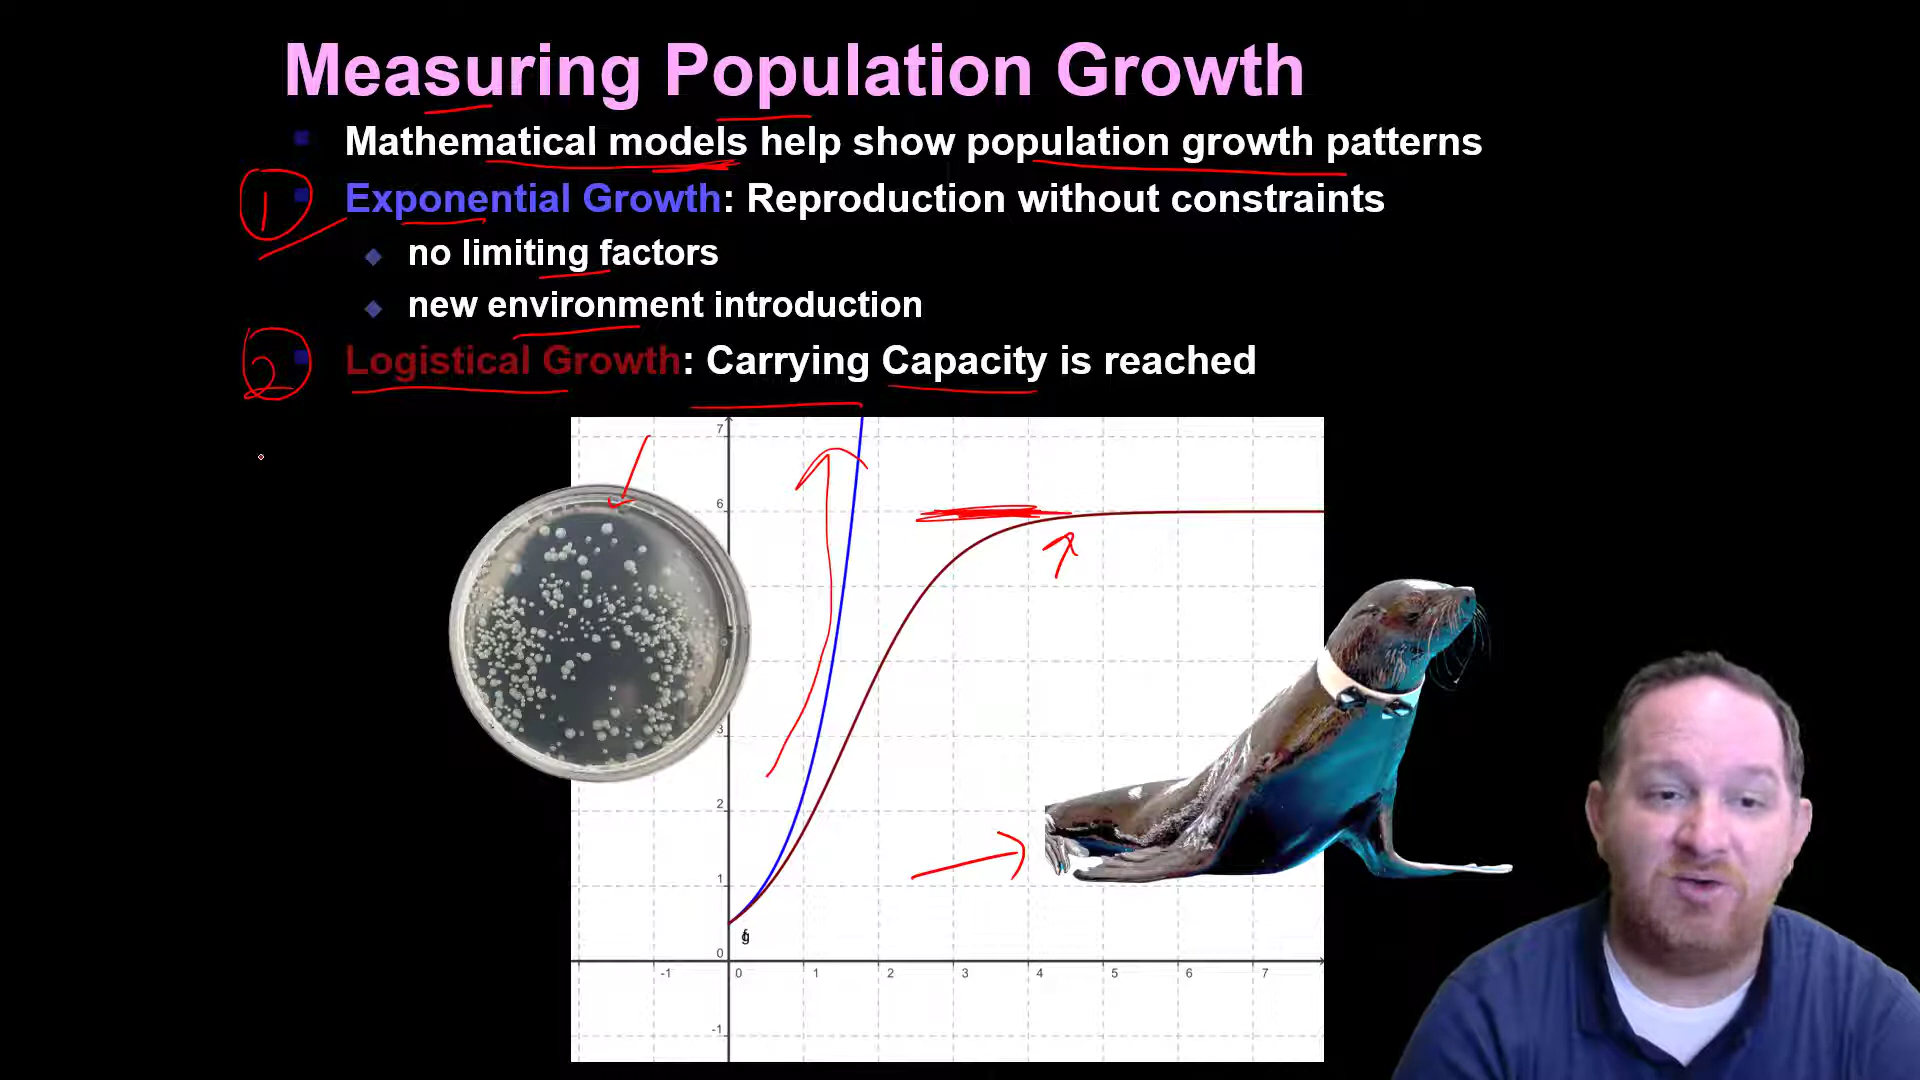 Measuring Population Growth
Mathematical models help show population growth patterns
1
Exponential Growth: Reproduction without constraints
no limiting factors
new environment introduction
2
Logistical Growth: Carrying Capacity is reached
7
6
3
2
1
0
-1
-1 0 1 2 3 4 5 6 7